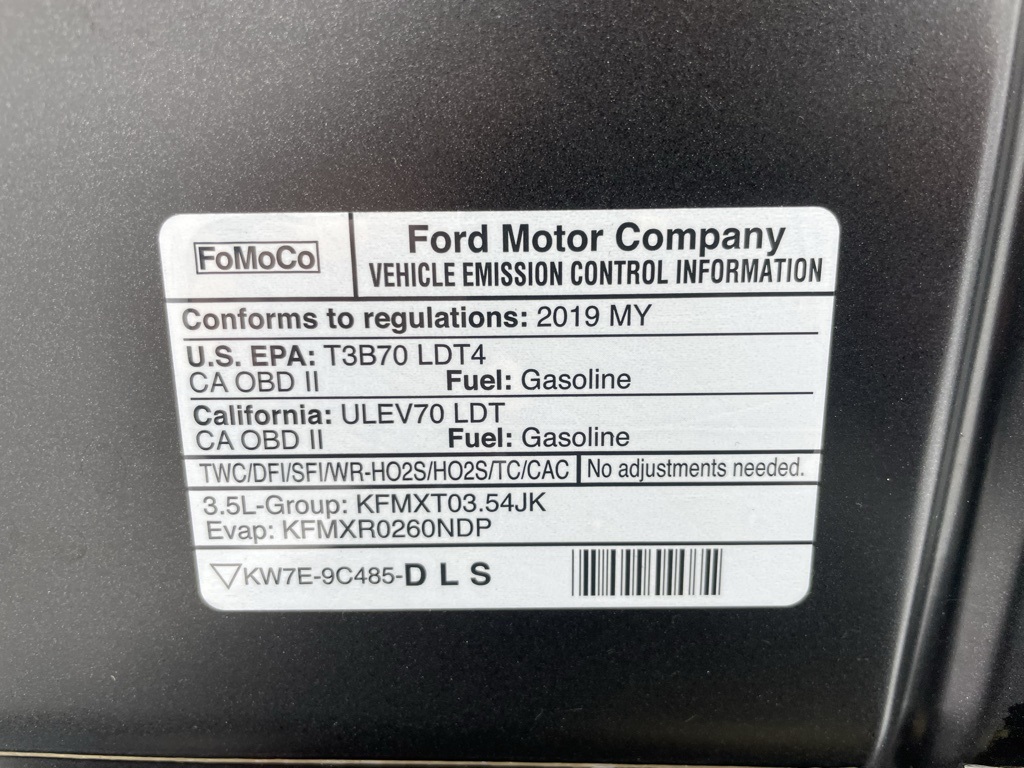 FoMoCo
Ford Motor Company
VEHICLE EMISSION CONTROL INFORMATION
Conforms to regulations: 2019 MY
U.S. EPA: T3B70 LDT4
CA OBD II Fuel: Gasoline
California: ULEV70 LDT
CA OBD II Fuel: Gasoline
TWC/DFI/SFI/WR-HO2S/HO2S/TC/CAC No adjustments needed.
3.5L-Group: KFMXT03.54JK
Evap: KFMXR0260NDP
KW7E-9C485-D L S